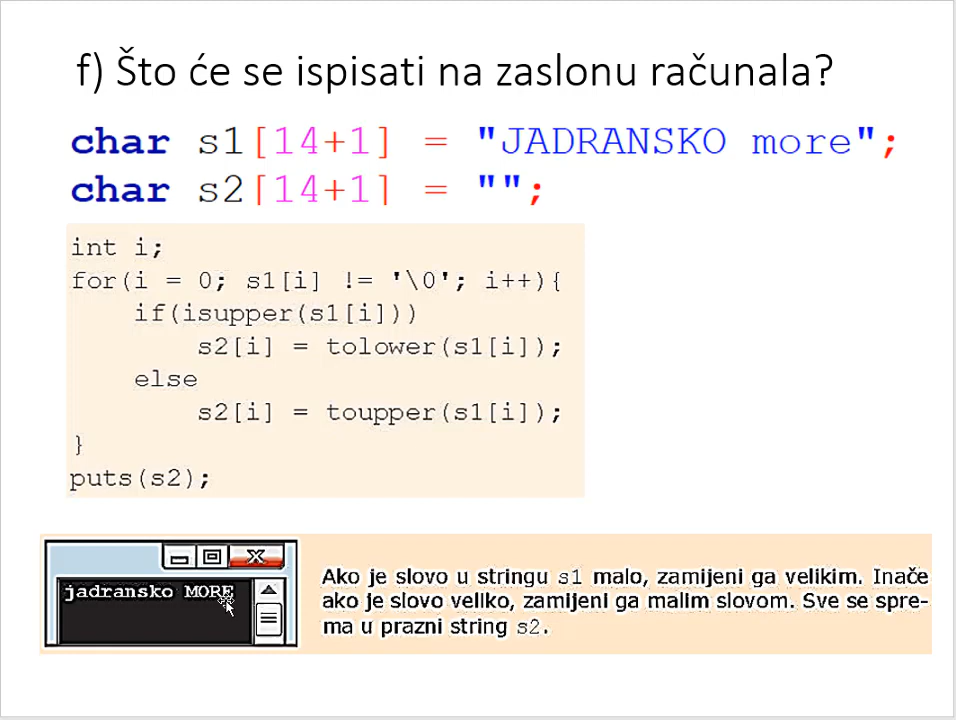 f) Što će se ispisati na zaslonu računala?
char s1[14+1] = "JADRANSKO more";
char s2[14+1] = "";
int i;
for(i = 0; s1[i] != '\0'; i++){
if(isupper(s1[i]))
s2[i] = tolower(s1[i]);
else
s2[i] = toupper(s1[i]);
}
puts(s2);
jadransko MORE
Ako je slovo u stringu s1 malo, zamijeni ga velikim. Inače
ako je slovo veliko, zamijeni ga malim slovom. Sve se spre-
ma u prazni string s2.